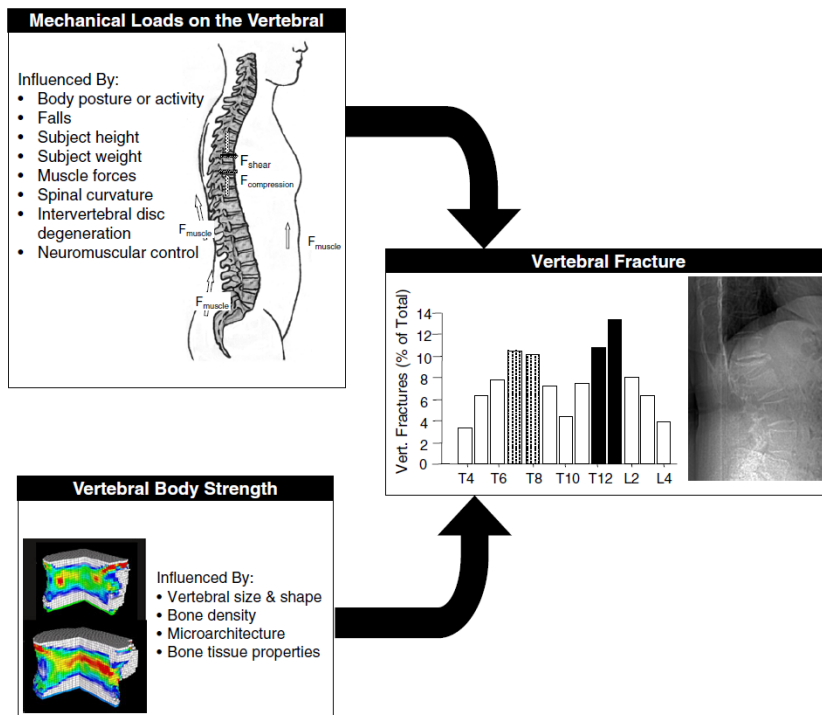 Mechanical Loads on the Vertebral
Influenced By:
• Body posture or activity
• Falls
• Subject height
• Subject weight
• Muscle forces
• Spinal curvature
• Intervertebral disc
degeneration
• Neuromuscular control
Fshear
Fcompression
Fmuscle
Fmuscle
Fmuscle
Vertebral Fracture
Vert. Fractures (% of Total)
14
12
10
8
6
4
2
0
T4 T6 T8 T10 T12 L2 L4
Vertebral Body Strength
Influenced By:
• Vertebral size & shape
• Bone density
• Microarchitecture
• Bone tissue properties